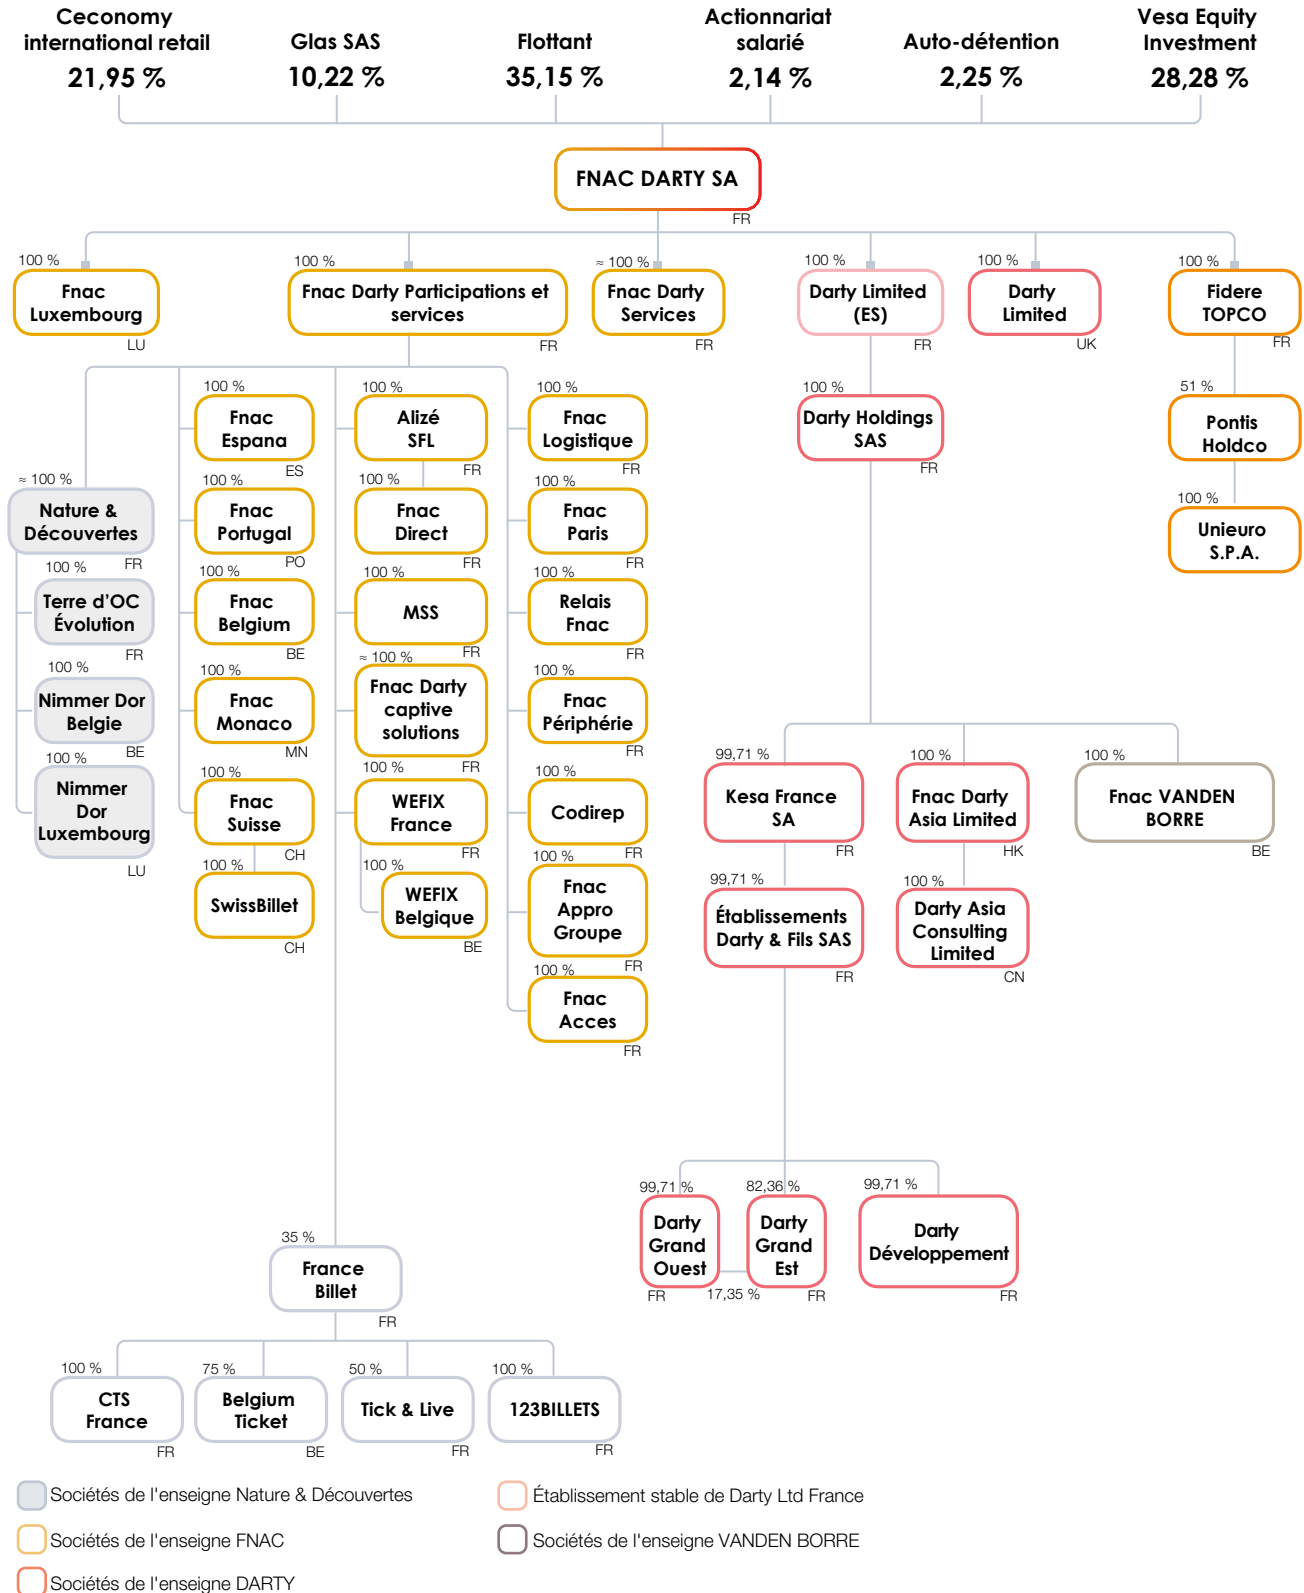 Ceconomy
international retail
21,95 %
Glas SAS
10,22 %
Flottant
35,15 %
Actionnariat
salarié
2,14 %
Auto-détention
2,25 %
Vesa Equity
Investment
28,28 %
FNAC DARTY SA
FR
100 %
Fnac
Luxembourg
LU
100 %
Fnac Darty Participations et
services
FR
≈ 100 %
Fnac Darty
Services
FR
100 %
Darty Limited
(ES)
FR
100 %
Darty
Limited
UK
100 %
Fidere
TOPCO
FR
≈ 100 %
Nature &
Découvertes
FR
100 %
Terre d’OC
Évolution
FR
100 %
Nimmer Dor
Belgie
BE
100 %
Nimmer
Dor
Luxembourg
LU
100 %
Fnac
Espana
ES
100 %
Fnac
Portugal
PO
100 %
Fnac
Belgium
BE
100 %
Fnac
Monaco
MN
100 %
Fnac
Suisse
CH
100 %
SwissBillet
CH
100 %
Alizé
SFL
FR
100 %
Fnac
Direct
FR
100 %
MSS
FR
≈ 100 %
Fnac Darty
captive
solutions
FR
100 %
WEFIX
France
FR
100 %
WEFIX
Belgique
BE
100 %
Fnac
Logistique
FR
100 %
Fnac
Paris
FR
100 %
Relais
Fnac
FR
100 %
Fnac
Périphérie
FR
100 %
Codirep
FR
100 %
Fnac
Appro
Groupe
FR
100 %
Fnac
Acces
FR
100 %
Darty Holdings
SAS
FR
51 %
Pontis
Holdco
100 %
Unieuro
S.P.A.
99,71 %
Kesa France
SA
FR
100 %
Fnac Darty
Asia Limited
HK
100 %
Fnac VANDEN
BORRE
BE
99,71 %
Établissements
Darty & Fils SAS
FR
100 %
Darty Asia
Consulting
Limited
CN
99,71 %
Darty
Grand
Ouest
FR
17,35 %
82,36 %
Darty
Grand
Est
FR
99,71 %
Darty
Développement
FR
35 %
France
Billet
FR
100 %
CTS
France
FR
75 %
Belgium
Ticket
BE
50 %
Tick & Live
FR
100 %
123BILLETS
FR
Sociétés de l'enseigne Nature & Découvertes
Établissement stable de Darty Ltd France
Sociétés de l'enseigne FNAC
Sociétés de l'enseigne VANDEN BORRE
Sociétés de l'enseigne DARTY